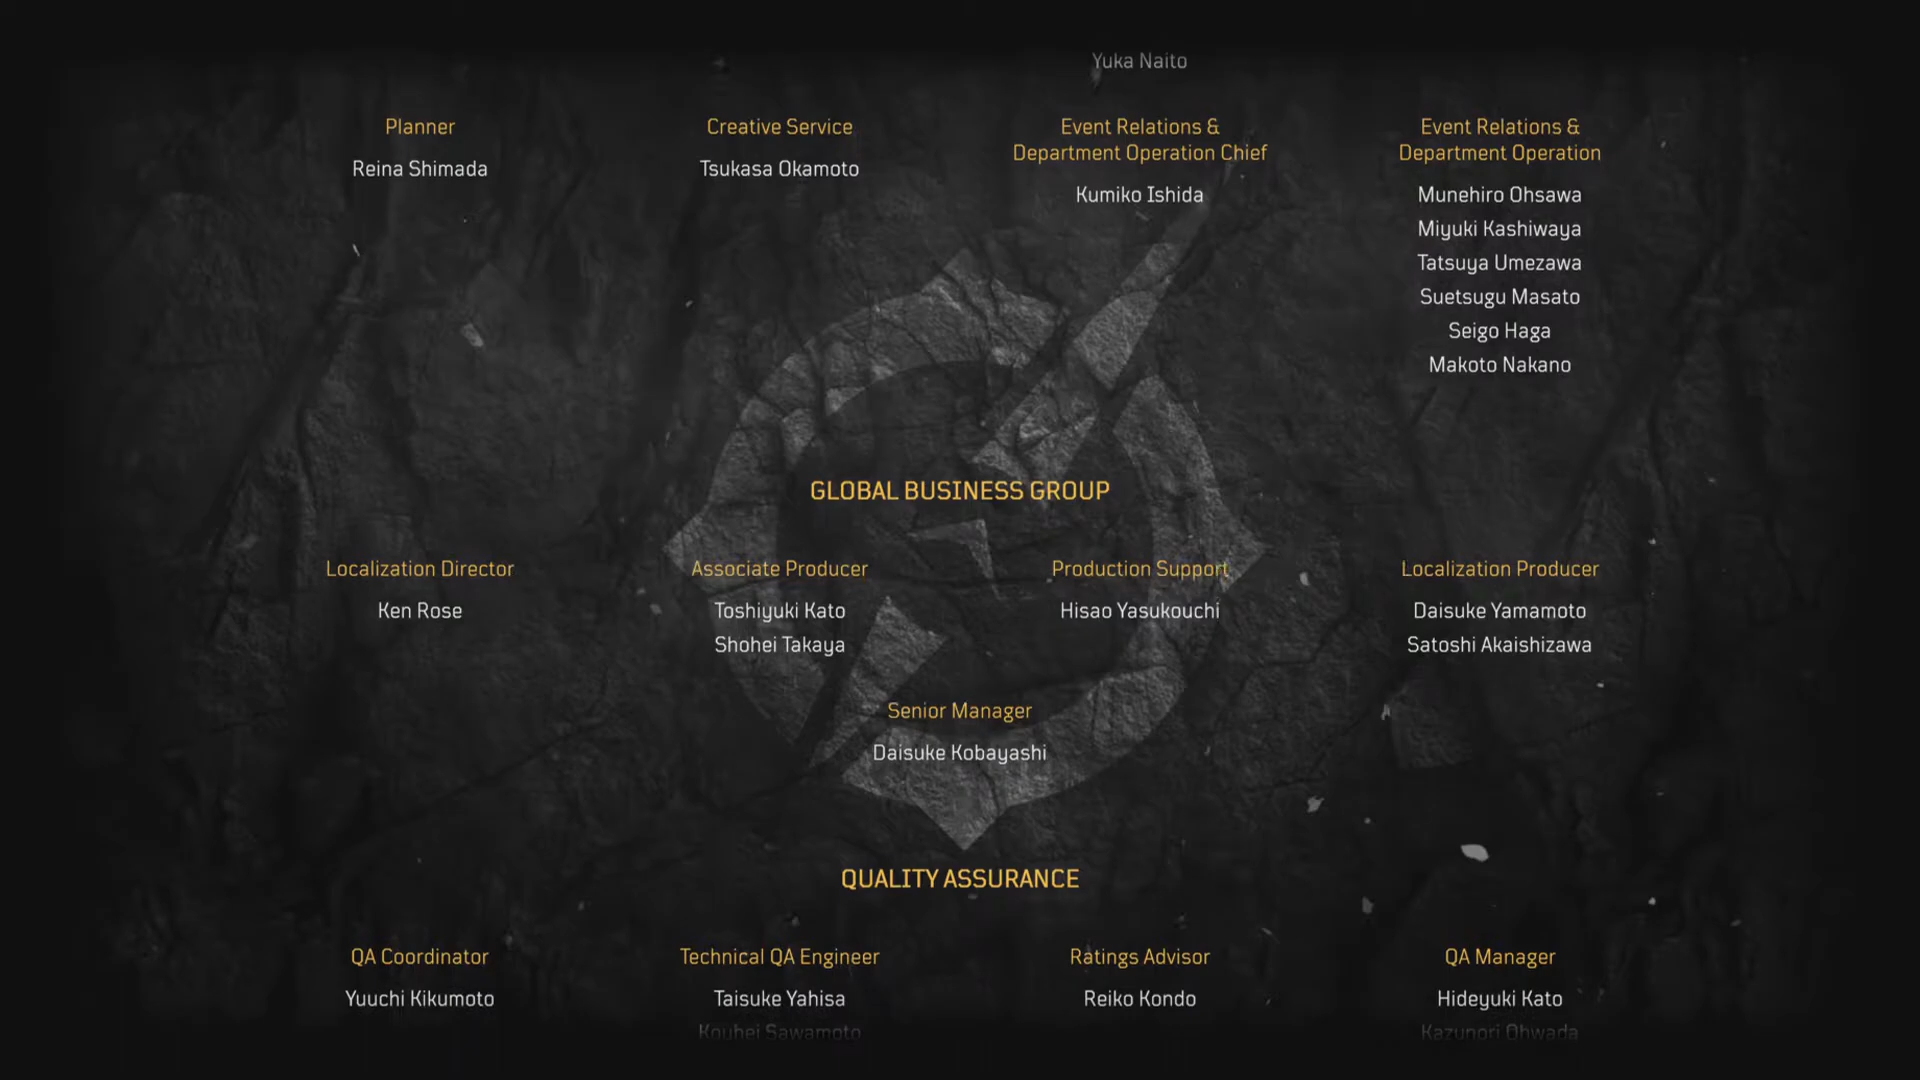 Yuka Naito
Planner
Reina Shimada
Creative Service
Tsukasa Okamoto
Event Relations &
Department Operation Chief
Kumiko Ishida
Event Relations &
Department Operation
Munehiro Ohsawa
Miyuki Kashiwaya
Tatsuya Umezawa
Suetsugu Masato
Seigo Haga
Makoto Nakano
GLOBAL BUSINESS GROUP
Localization Director
Ken Rose
Associate Producer
Toshiyuki Kato
Shohei Takaya
Production Support
Hisao Yasukouchi
Localization Producer
Daisuke Yamamoto
Satoshi Akaishizawa
Senior Manager
Daisuke Kobayashi
QUALITY ASSURANCE
QA Coordinator
Yuuchi Kikumoto
Technical QA Engineer
Taisuke Yahisa
Kouhei Sawamoto
Ratings Advisor
Reiko Kondo
QA Manager
Hideyuki Kato
Kazunori Ohwada